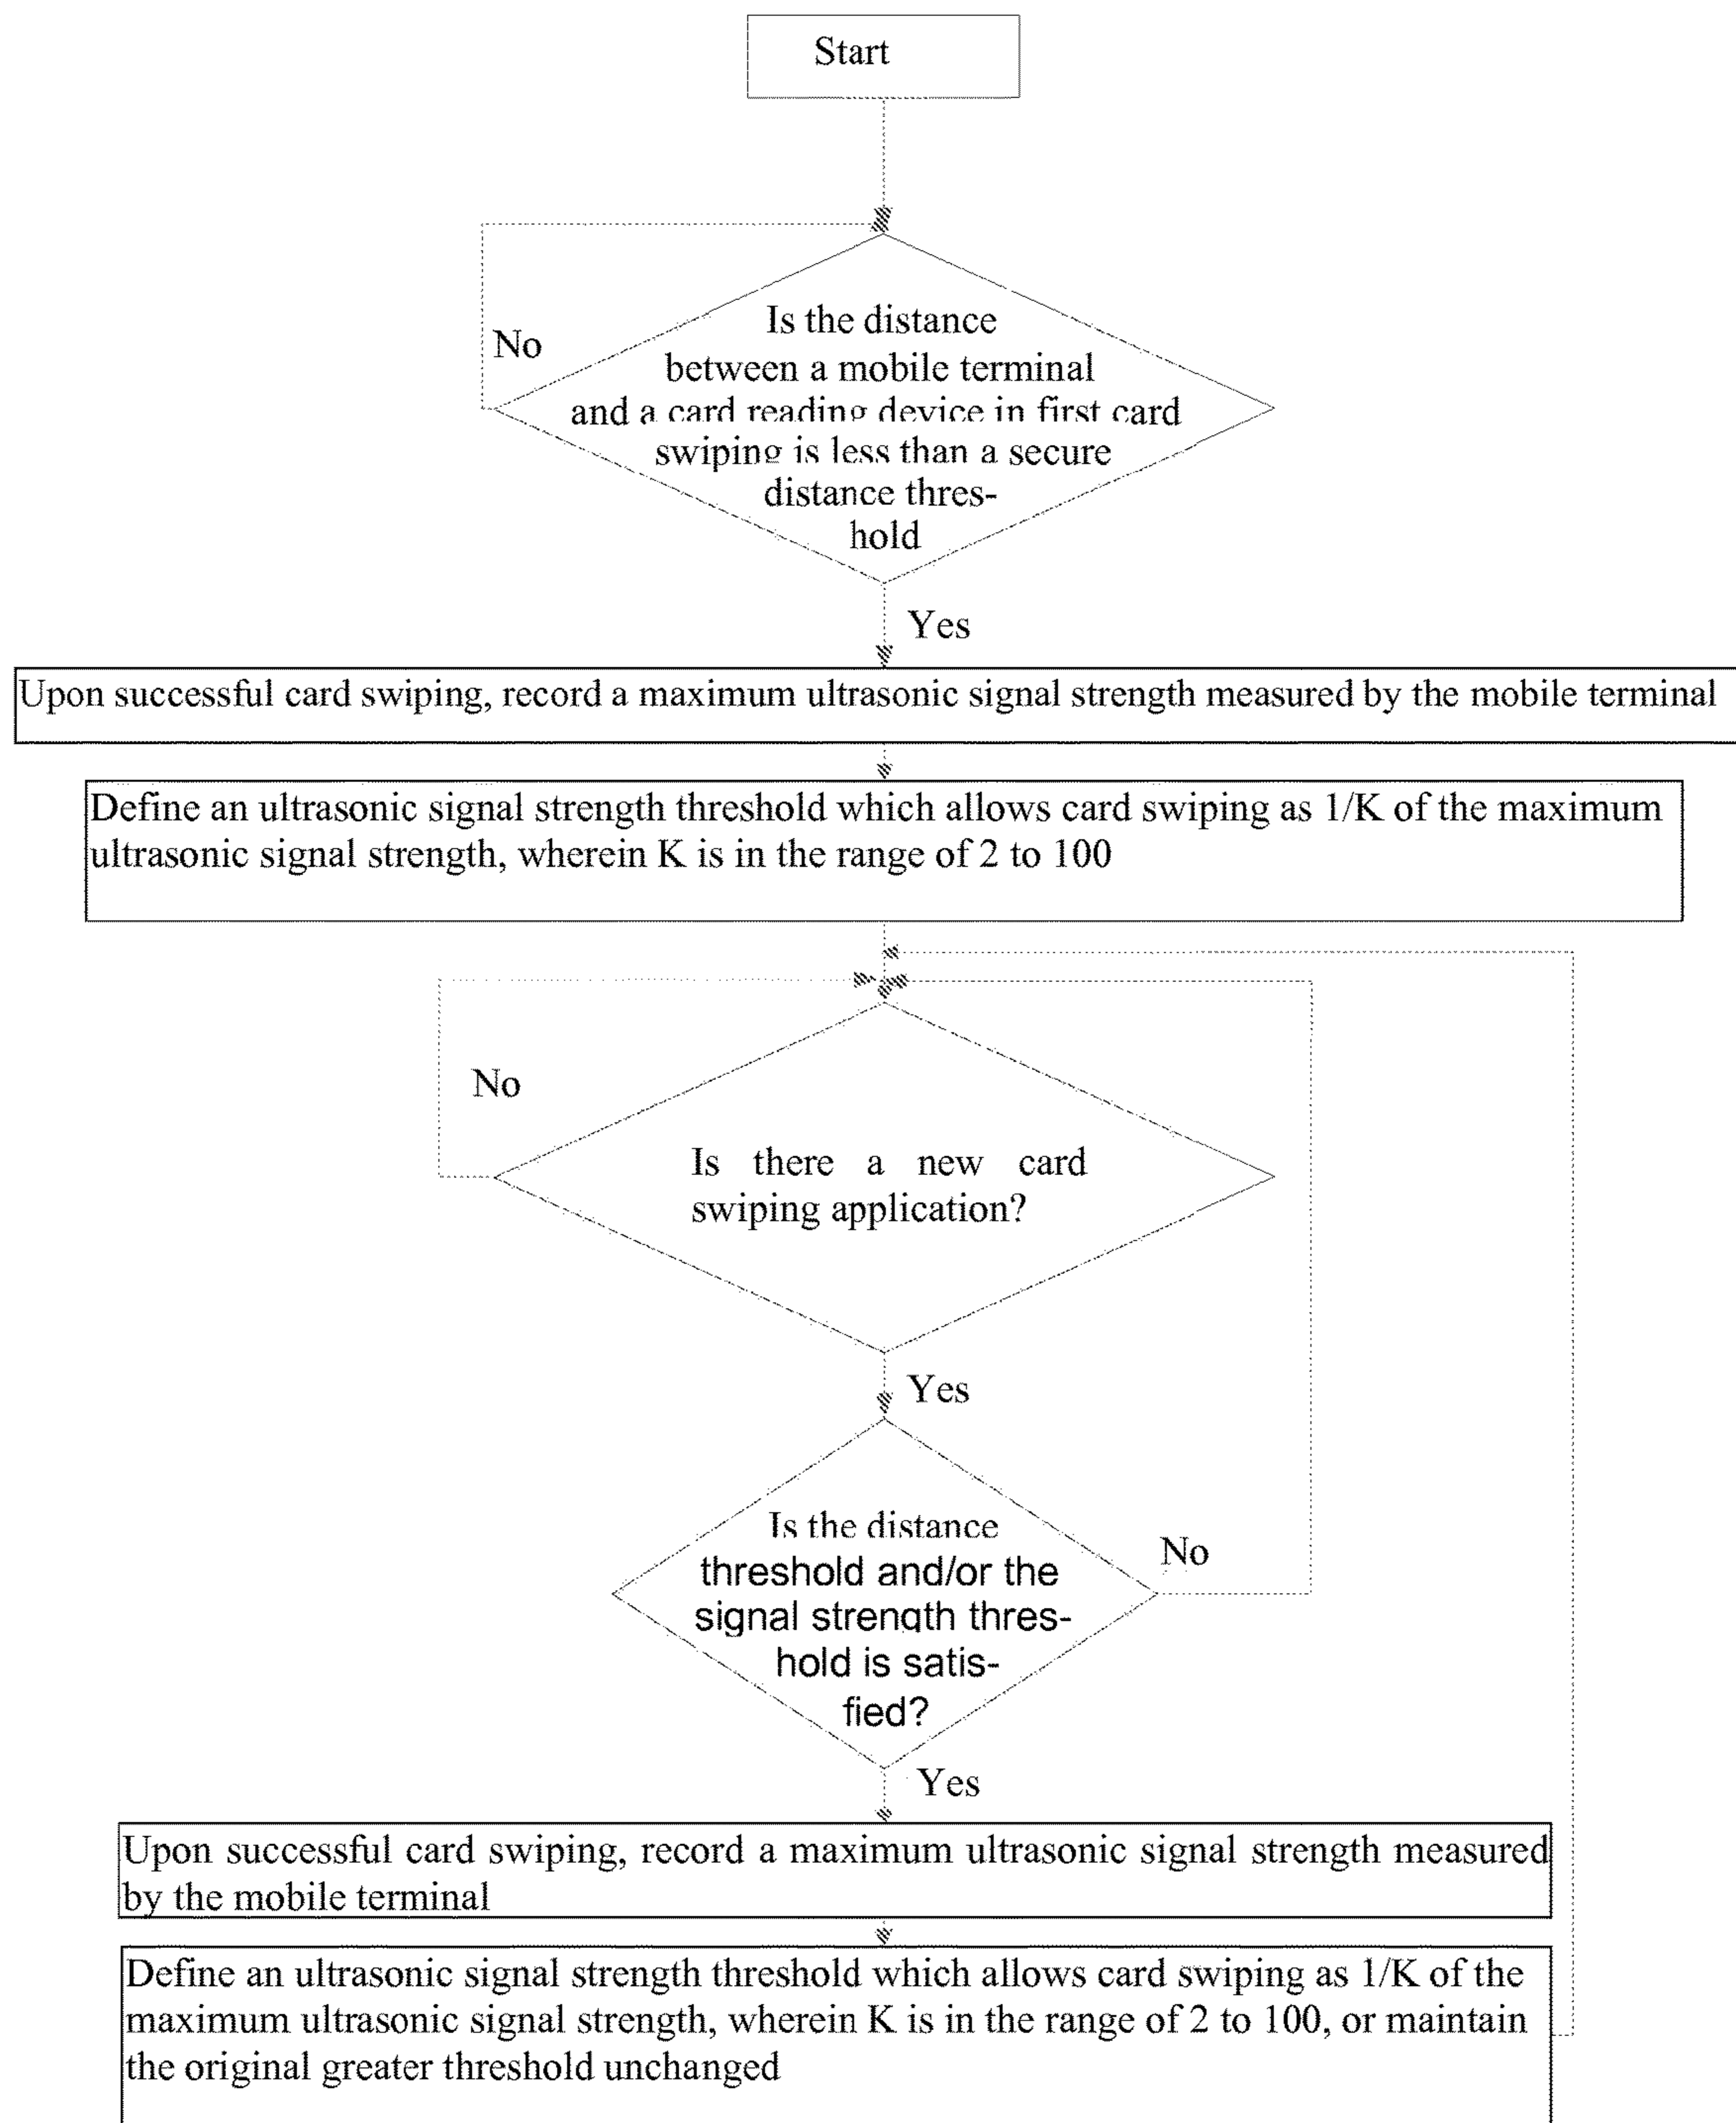 Start
No
Is the distance
between a mobile terminal
and a card reading device in first card
swiping is less than a secure
distance thres-
hold
Yes
Upon successful card swiping, record a maximum ultrasonic signal strength measured by the mobile terminal
Define an ultrasonic signal strength threshold which allows card swiping as 1/K of the maximum
ultrasonic signal strength, wherein K is in the range of 2 to 100
No
Is there a new card
swiping application?
Yes
Is the distance
threshold and/or the
signal strength thres-
hold is satis-
fied?
No
Yes
Upon successful card swiping, record a maximum ultrasonic signal strength measured
by the mobile terminal
Define an ultrasonic signal strength threshold which allows card swiping as 1/K of the
maximum ultrasonic signal strength, wherein K is in the range of 2 to 100, or maintain
the original greater threshold unchanged